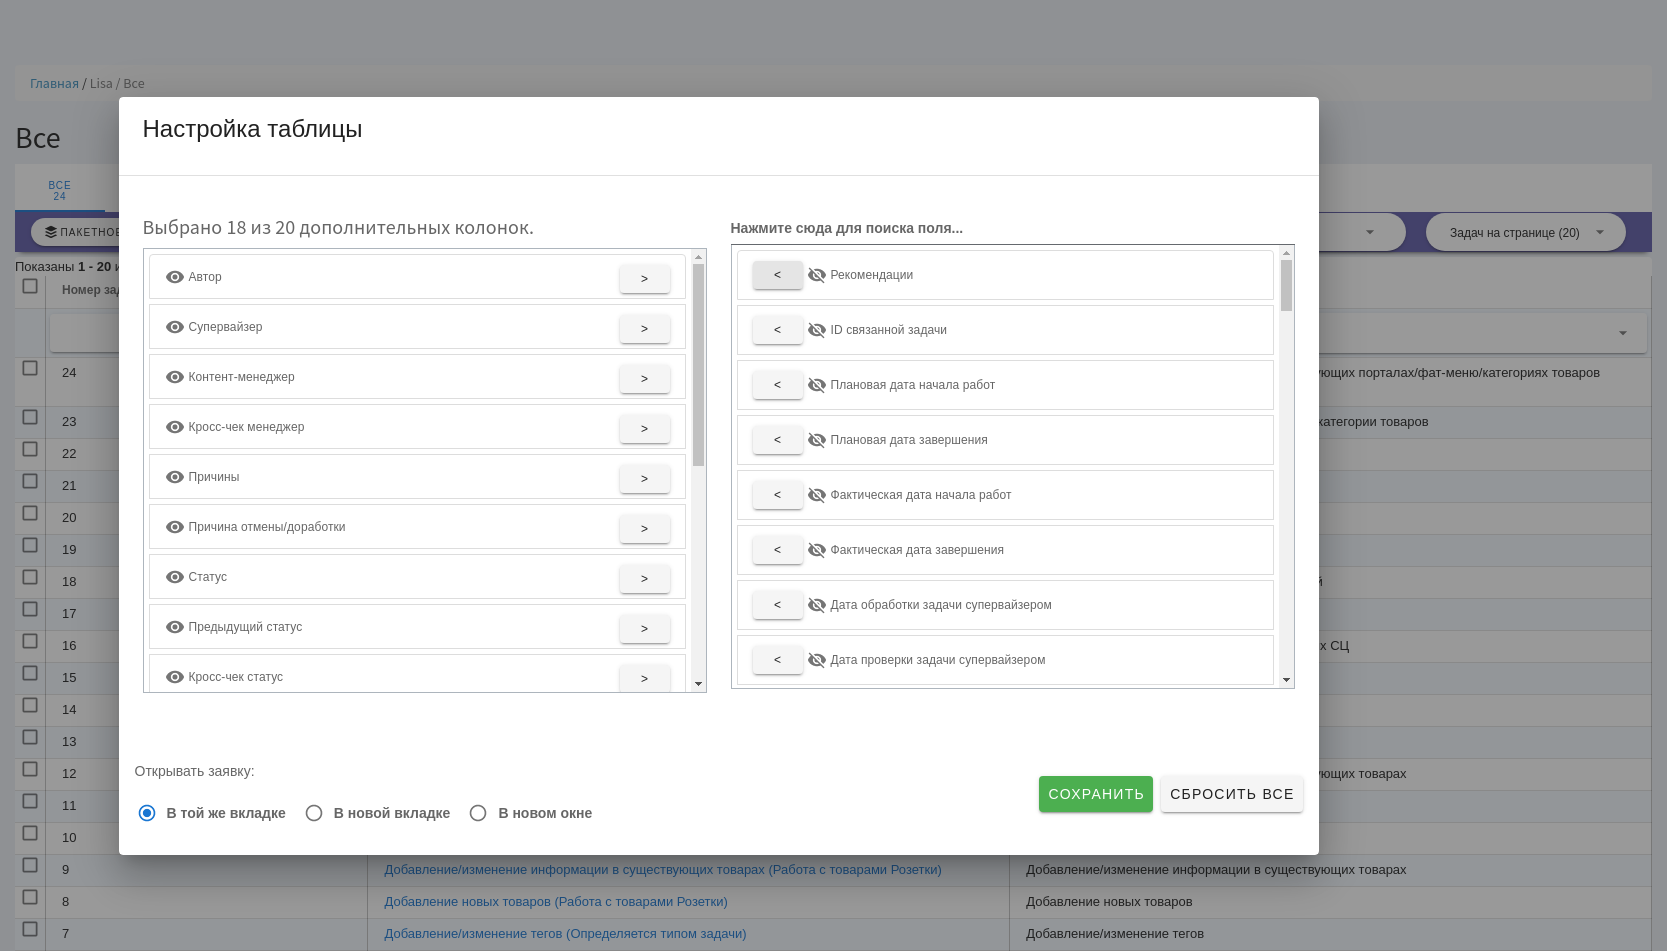 Главная / Lisa / Все
Все
ВСЕ
24
ПАКЕТНОЕ
Задач на странице (20)
Показаны 1 - 20 и
Номер зад
Настройка таблицы
Выбрано 18 из 20 дополнительных колонок.
Автор >
Супервайзер >
Контент-менеджер >
Кросс-чек менеджер >
Причины >
Причина отмены/доработки >
Статус >
Предыдущий статус >
Кросс-чек статус >
Нажмите сюда для поиска поля...
< Рекомендации
< ID связанной задачи
< Плановая дата начала работ
< Плановая дата завершения
< Фактическая дата начала работ
< Фактическая дата завершения
< Дата обработки задачи супервайзером
< Дата проверки задачи супервайзером
Открывать заявку:
В той же вкладке В новой вкладке В новом окне
СОХРАНИТЬ СБРОСИТЬ ВСЕ
24 ующих порталах/фат-меню/категориях товаров
23 категории товаров
22
21
20
19
18 й
17
16 х СЦ
15
14
13
12 ующих товарах
11
10
9 Добавление/изменение информации в существующих товарах (Работа с товарами Розетки) Добавление/изменение информации в существующих товарах
8 Добавление новых товаров (Работа с товарами Розетки) Добавление новых товаров
7 Добавление/изменение тегов (Определяется типом задачи) Добавление/изменение тегов